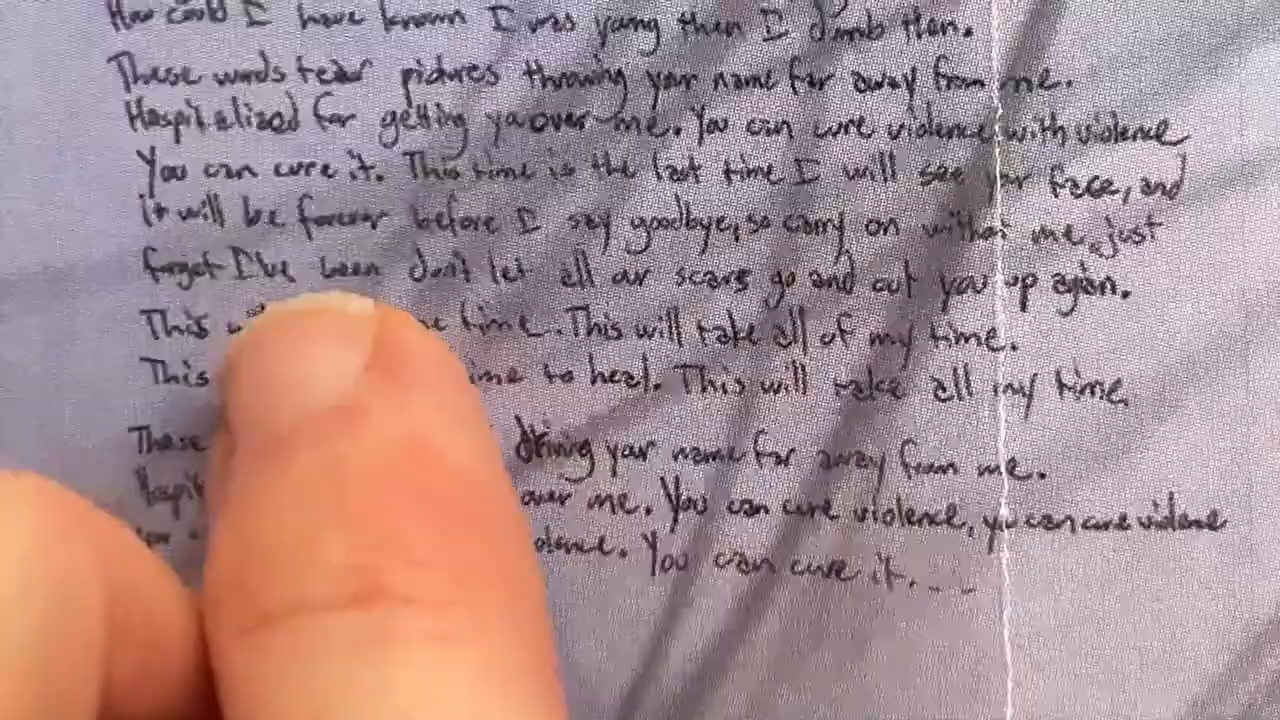 How could I have known I was young then I dumb then.
These words tear pictures throwing your name far away from me.
Hospitalized for getting ya over me. You can cure violence with violence
You can cure it. This time is the last time I will see yor face, and
it will be forever before I say goodbye, so carry on without me, just
forget I've been don't let all our scars go and cut you up again.
This time. This will take all of my time.
This time to heal. This will take all my time.
These your name far away from me.
over me. You can cure violence, you can cure violence
You can cure it. . . .